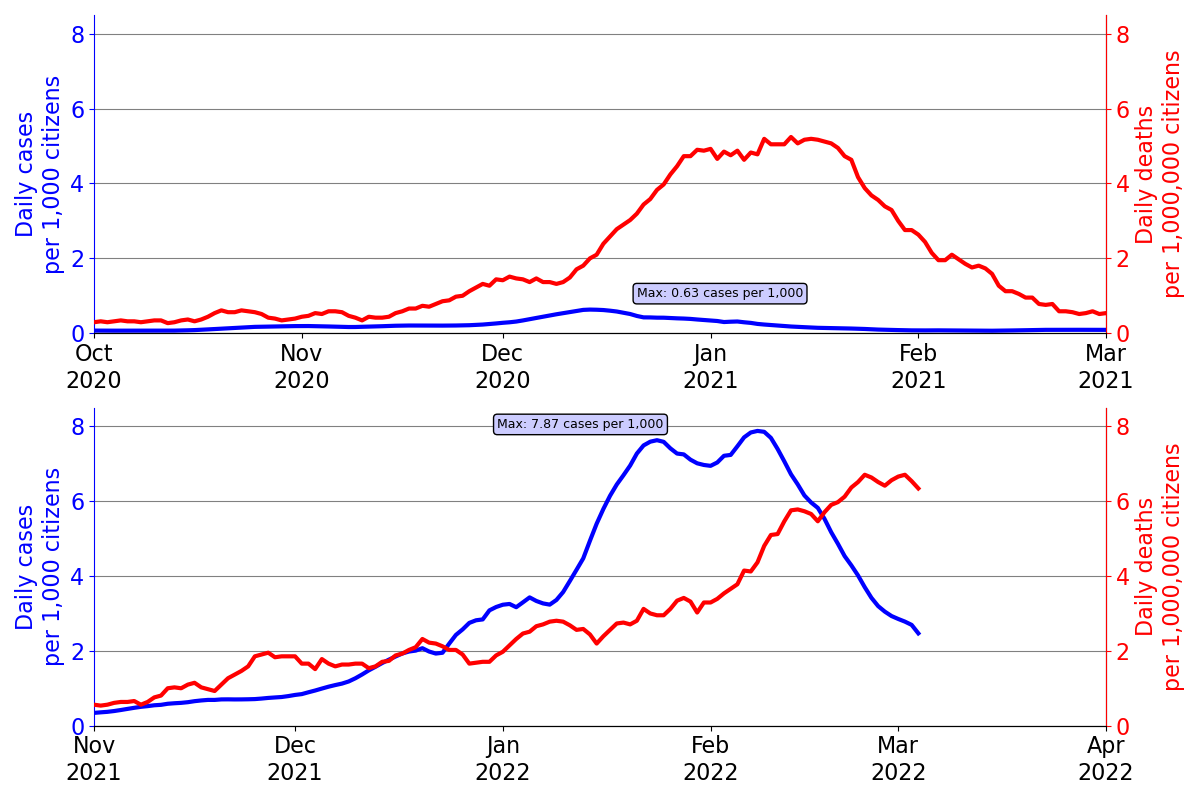 Daily cases
per 1,000 citizens
8
6
4
2
0
Max: 0.63 cases per 1,000
8
6
4
2
0
Daily deaths
per 1,000,000 citizens
Oct
2020
Nov
2020
Dec
2020
Jan
2021
Feb
2021
Mar
2021
Daily cases
per 1,000 citizens
8
6
4
2
0
Max: 7.87 cases per 1,000
8
6
4
2
0
Daily deaths
per 1,000,000 citizens
Nov
2021
Dec
2021
Jan
2022
Feb
2022
Mar
2022
Apr
2022